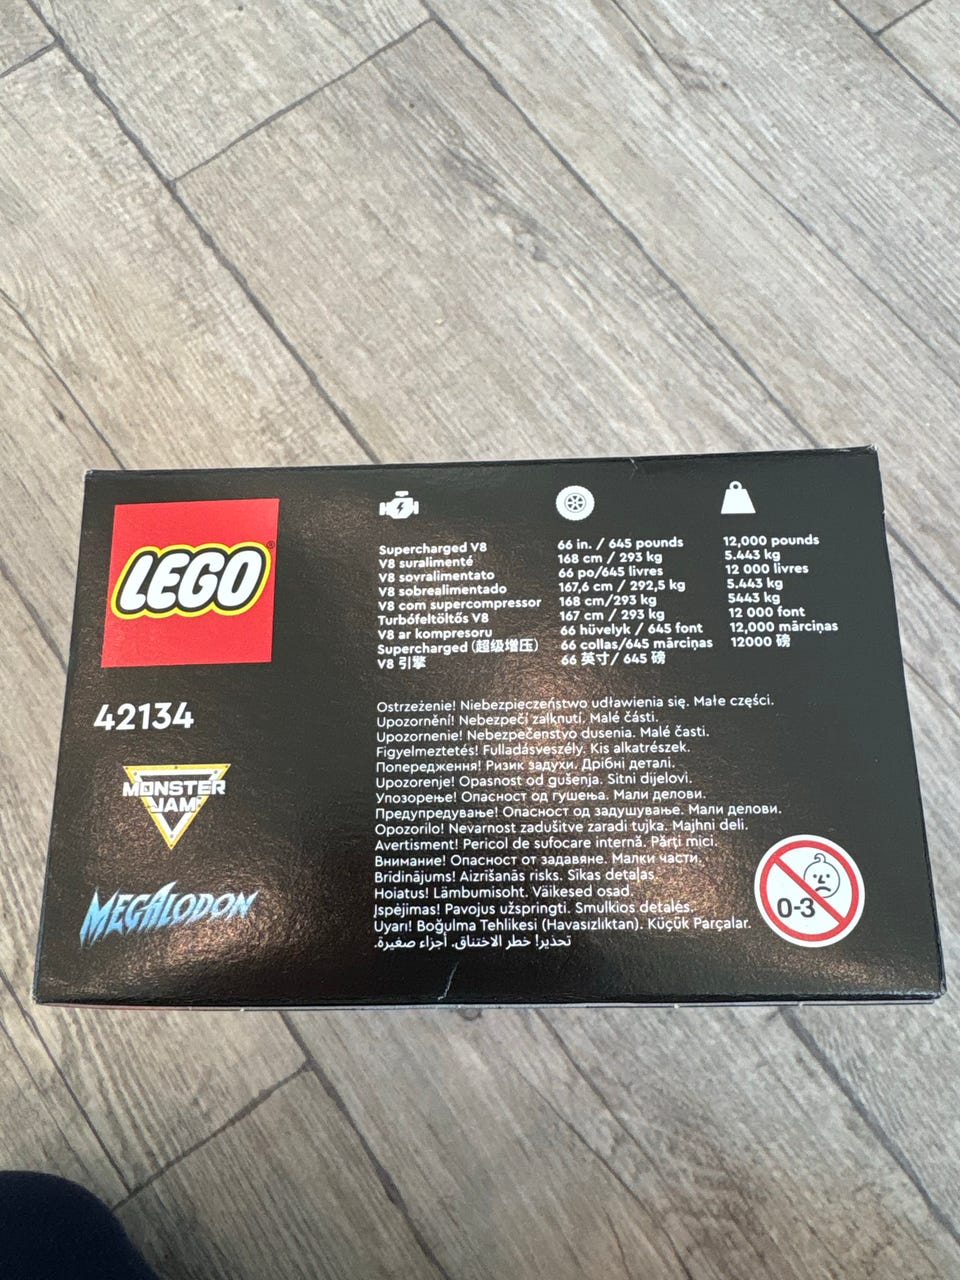 LEGO®
42134
MONSTER
JAM
MEGALODON
Supercharged V8
V8 suralimenté
V8 sovralimentato
V8 sobrealimentado
V8 com supercompressor
Turbófeltöltős V8
V8 ar kompresoru
Supercharged (超级增压)
V8 引擎
66 in. / 645 pounds
168 cm / 293 kg
66 po/645 livres
167,6 cm / 292,5 kg
168 cm/293 kg
167 cm / 293 kg
66 hüvelyk / 645 font
66 collas/645 mārciņas
66 英寸/ 645 磅
12,000 pounds
5.443 kg
12 000 livres
5.443 kg
5443 kg
12 000 font
12,000 mārciņas
12000 磅
Ostrzeżenie! Niebezpieczeństwo udławienia się. Małe części.
Upozornění! Nebezpečí zalknutí. Malé části.
Upozornenie! Nebezpečenstvo dusenia. Malé časti.
Figyelmeztetés! Fulladásveszély. Kis alkatrészek.
Попередження! Ризик задухи. Дрібні деталі.
Upozorenje! Opasnost od gušenja. Sitni dijelovi.
Упозорење! Опасност од гушења. Мали делови.
Предупредување! Опасност од задушување. Мали делови.
Opozorilo! Nevarnost zadušitve zaradi tujka. Majhni deli.
Avertisment! Pericol de sufocare internă. Părți mici.
Внимание! Опасност от задавяне. Малки части.
Brīdinājums! Aizrīšanās risks. Sīkas detaļas.
Hoiatus! Lämbumisoht. Väikesed osad.
Įspėjimas! Pavojus užspringti. Smulkios detalės.
Uyarı! Boğulma Tehlikesi (Havasızlıktan). Küçük Parçalar.
تحذير! خطر الاختناق. أجزاء صغيرة.
0-3